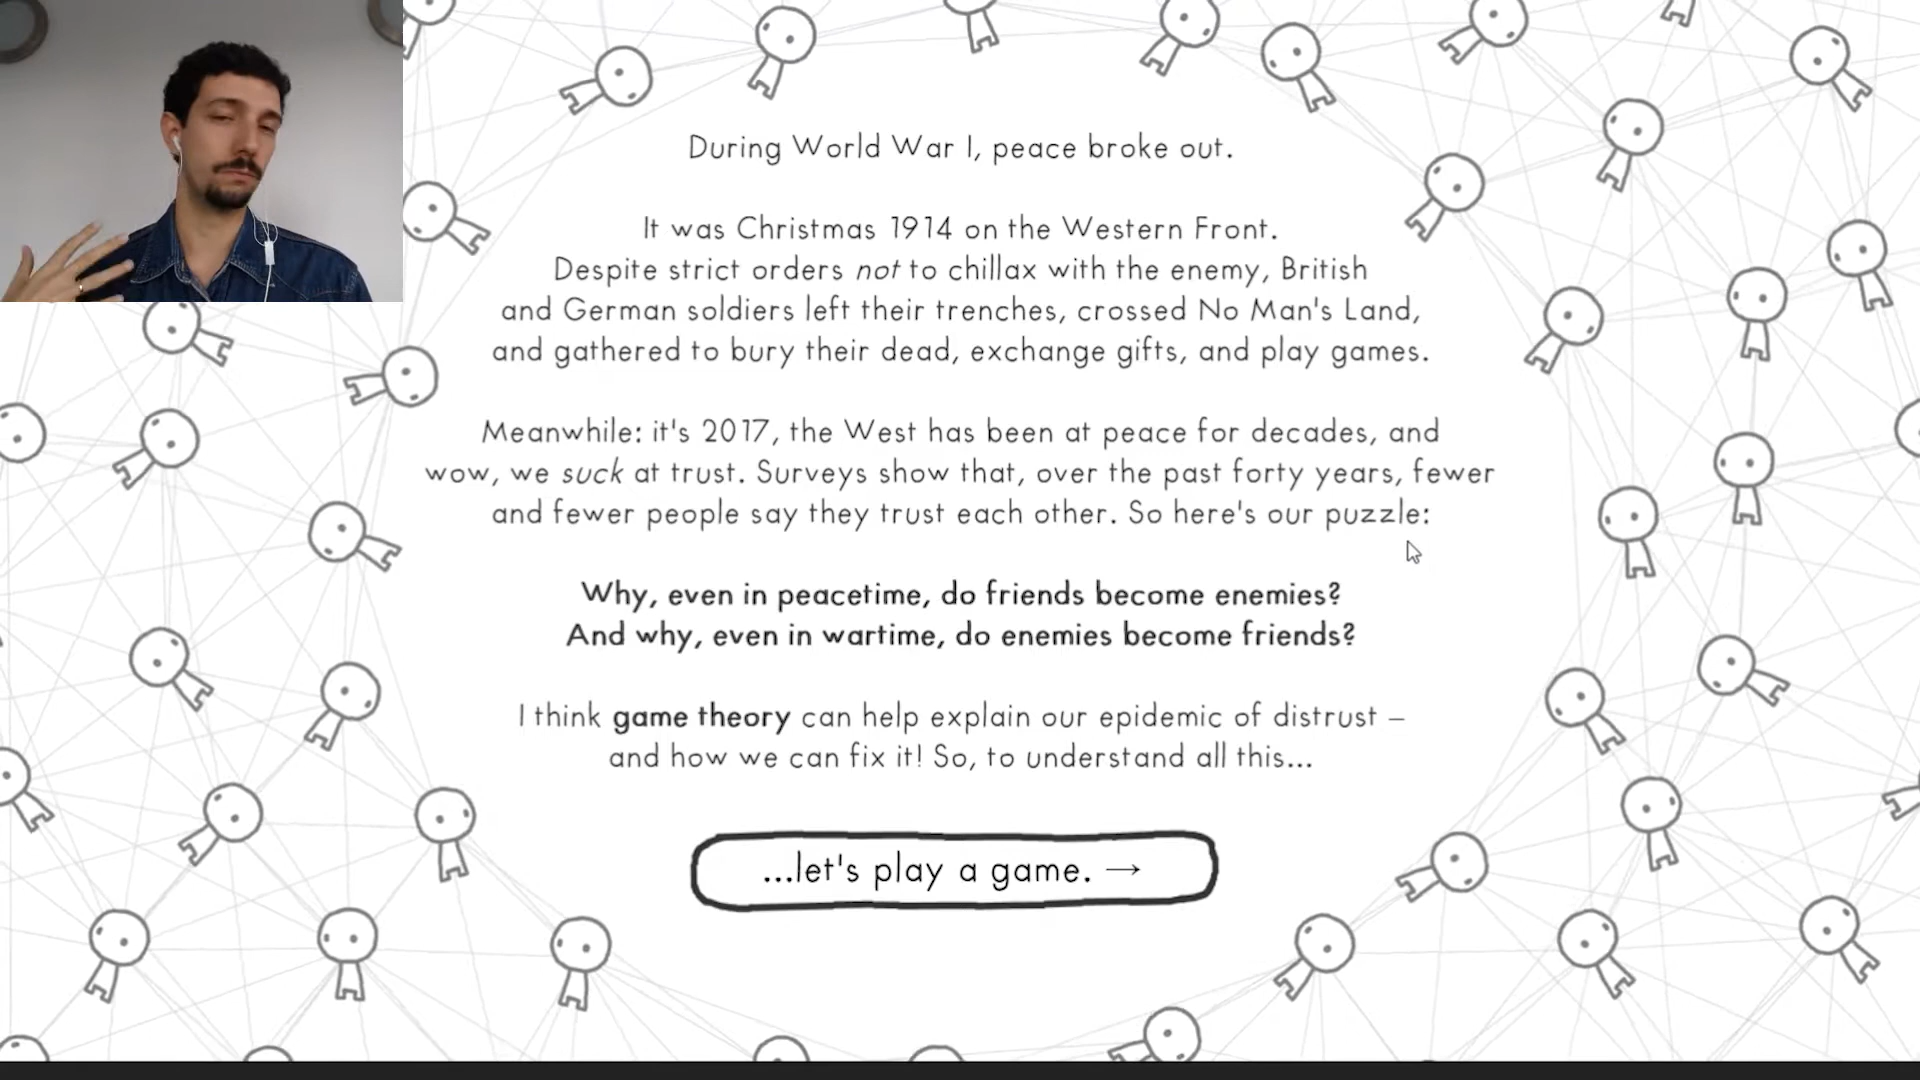 During World War I, peace broke out.
It was Christmas 1914 on the Western Front.
Despite strict orders not to chillax with the enemy, British
and German soldiers left their trenches, crossed No Man's Land,
and gathered to bury their dead, exchange gifts, and play games.
Meanwhile: it's 2017, the West has been at peace for decades, and
wow, we suck at trust. Surveys show that, over the past forty years, fewer
and fewer people say they trust each other. So here's our puzzle:
Why, even in peacetime, do friends become enemies?
And why, even in wartime, do enemies become friends?
I think game theory can help explain our epidemic of distrust –
and how we can fix it! So, to understand all this...
...let's play a game. →